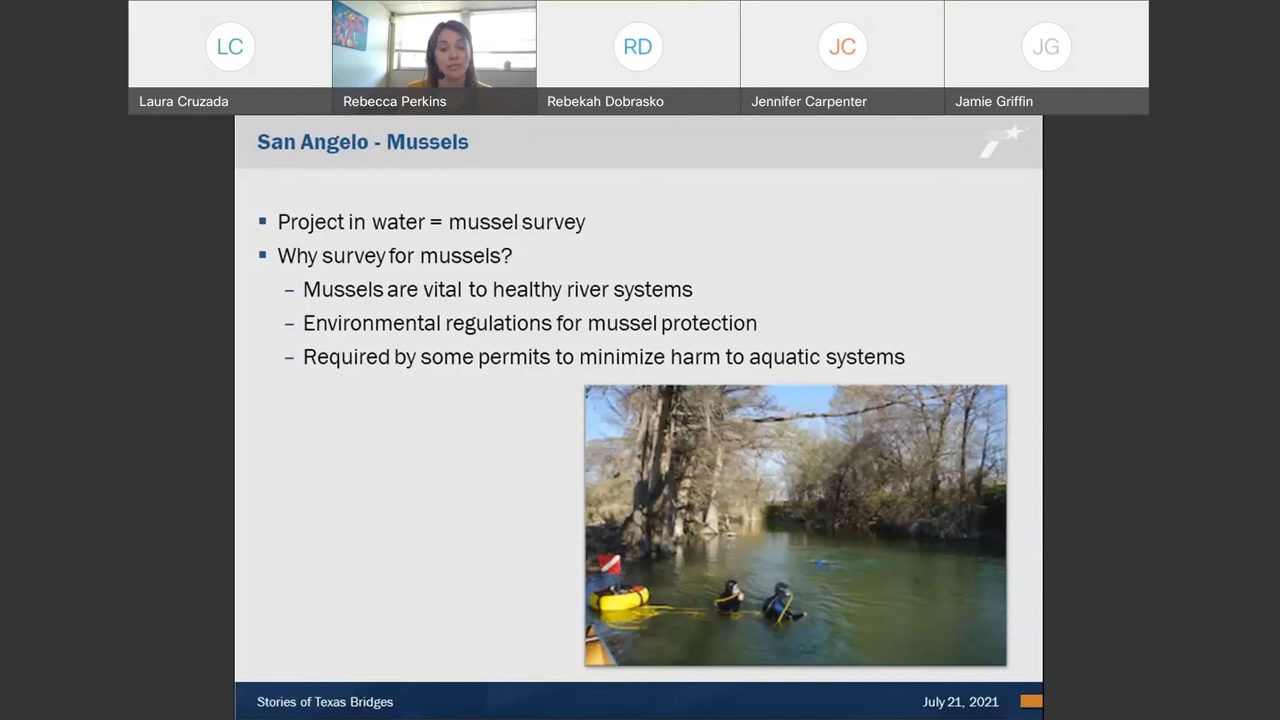 LC
RD
JC
JG
Laura Cruzada
Rebecca Perkins
Rebekah Dobrasko
Jennifer Carpenter
Jamie Griffin
San Angelo - Mussels
▪ Project in water = mussel survey
▪ Why survey for mussels?
– Mussels are vital to healthy river systems
– Environmental regulations for mussel protection
– Required by some permits to minimize harm to aquatic systems
Stories of Texas Bridges
July 21, 2021